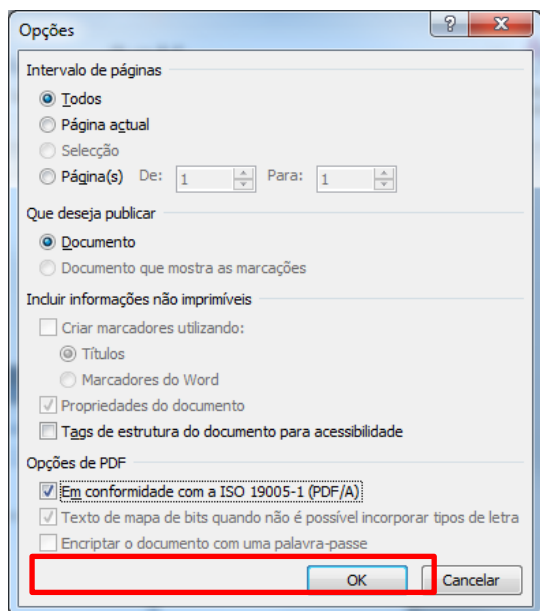 Opções
Intervalo de páginas
Todos
Página actual
Selecção
Página(s) De: 1 Para: 1
Que deseja publicar
Documento
Documento que mostra as marcações
Incluir informações não imprimíveis
Criar marcadores utilizando:
Títulos
Marcadores do Word
Propriedades do documento
Tags de estrutura do documento para acessibilidade
Opções de PDF
Em conformidade com a ISO 19005-1 (PDF/A)
Texto de mapa de bits quando não é possível incorporar tipos de letra
Encriptar o documento com uma palavra-passe
OK Cancelar